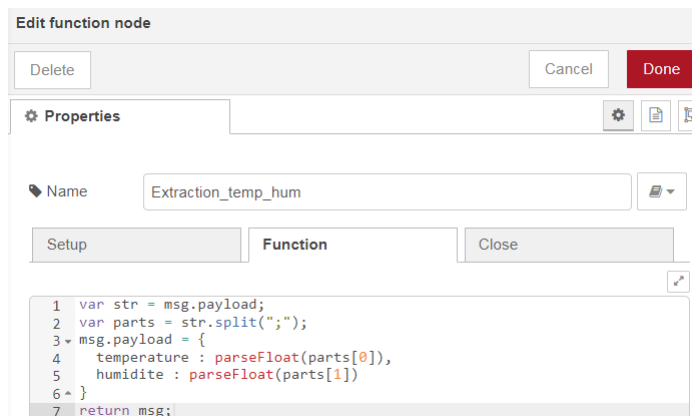 Edit function node
Delete Cancel Done
Properties
Name Extraction_temp_hum
Setup Function Close
1 var str = msg.payload;
2 var parts = str.split(";");
3 msg.payload = {
4 temperature : parseFloat(parts[0]),
5 humidite : parseFloat(parts[1])
6 }
7 return msg;